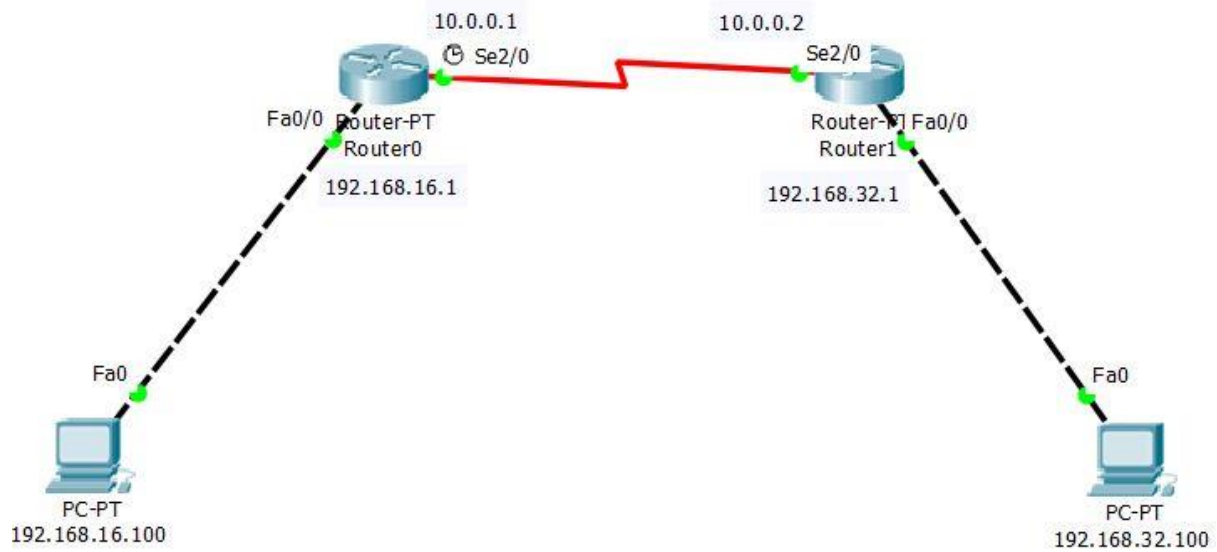 10.0.0.1
10.0.0.2
Se2/0
Se2/0
Fa0/0
Router-PT
Router0
192.168.16.1
Router-PT
Fa0/0
Router1
192.168.32.1
Fa0
Fa0
PC-PT
192.168.16.100
PC-PT
192.168.32.100